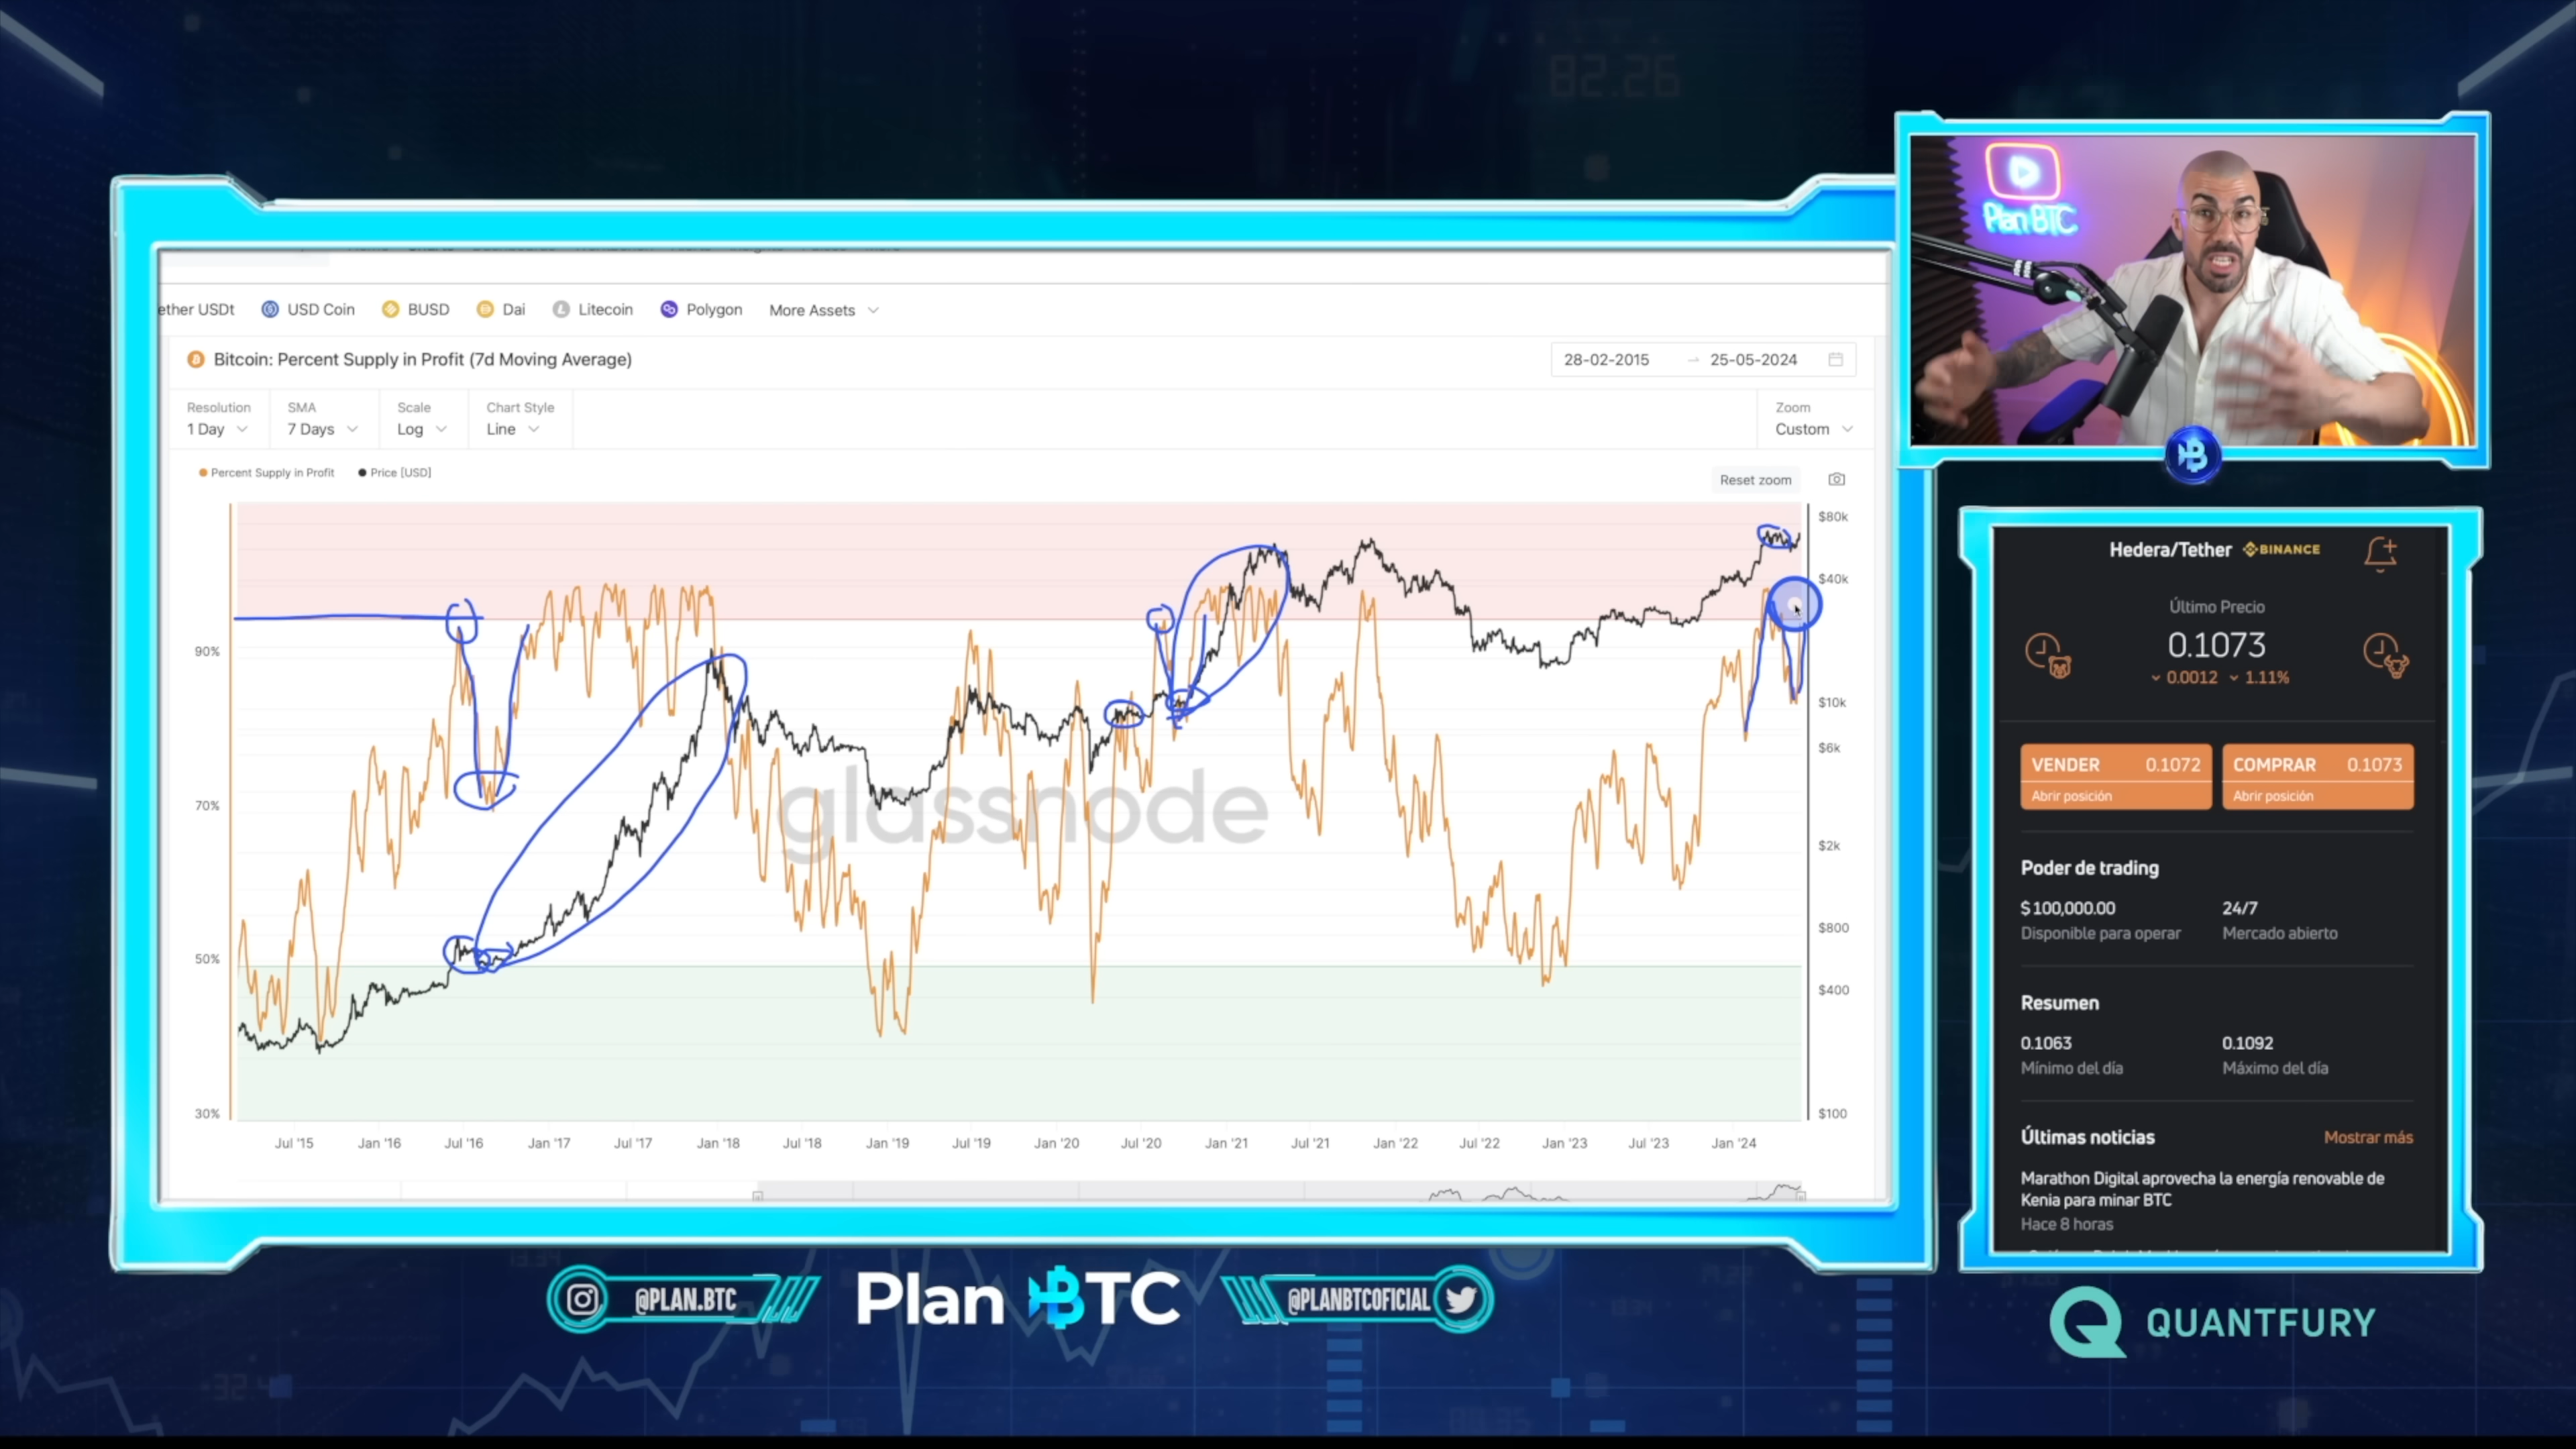 82.26
Plan BTC
ether USDt USD Coin BUSD Dai Litecoin Polygon More Assets
Bitcoin: Percent Supply in Profit (7d Moving Average)
28-02-2015 → 25-05-2024
Resolution SMA Scale Chart Style Zoom
1 Day 7 Days Log Line Custom
Percent Supply in Profit Price [USD]
Reset zoom
90%
70%
50%
30%
$80k
$40k
$10k
$6k
$2k
$800
$400
$100
glassnode
Jul '15 Jan '16 Jul '16 Jan '17 Jul '17 Jan '18 Jul '18 Jan '19 Jul '19 Jan '20 Jul '20 Jan '21 Jul '21 Jan '22 Jul '22 Jan '23 Jul '23 Jan '24
Hedera/Tether BINANCE
Último Precio
0.1073
0.0012 1.11%
VENDER 0.1072
Abrir posición
COMPRAR 0.1073
Abrir posición
Poder de trading
$100,000.00 24/7
Disponible para operar Mercado abierto
Resumen
0.1063 0.1092
Mínimo del día Máximo del día
Últimas noticias Mostrar más
Marathon Digital aprovecha la energía renovable de
Kenia para minar BTC
Hace 8 horas
@PLAN.BTC
Plan BTC
@PLANBTCOFICIAL
QUANTFURY